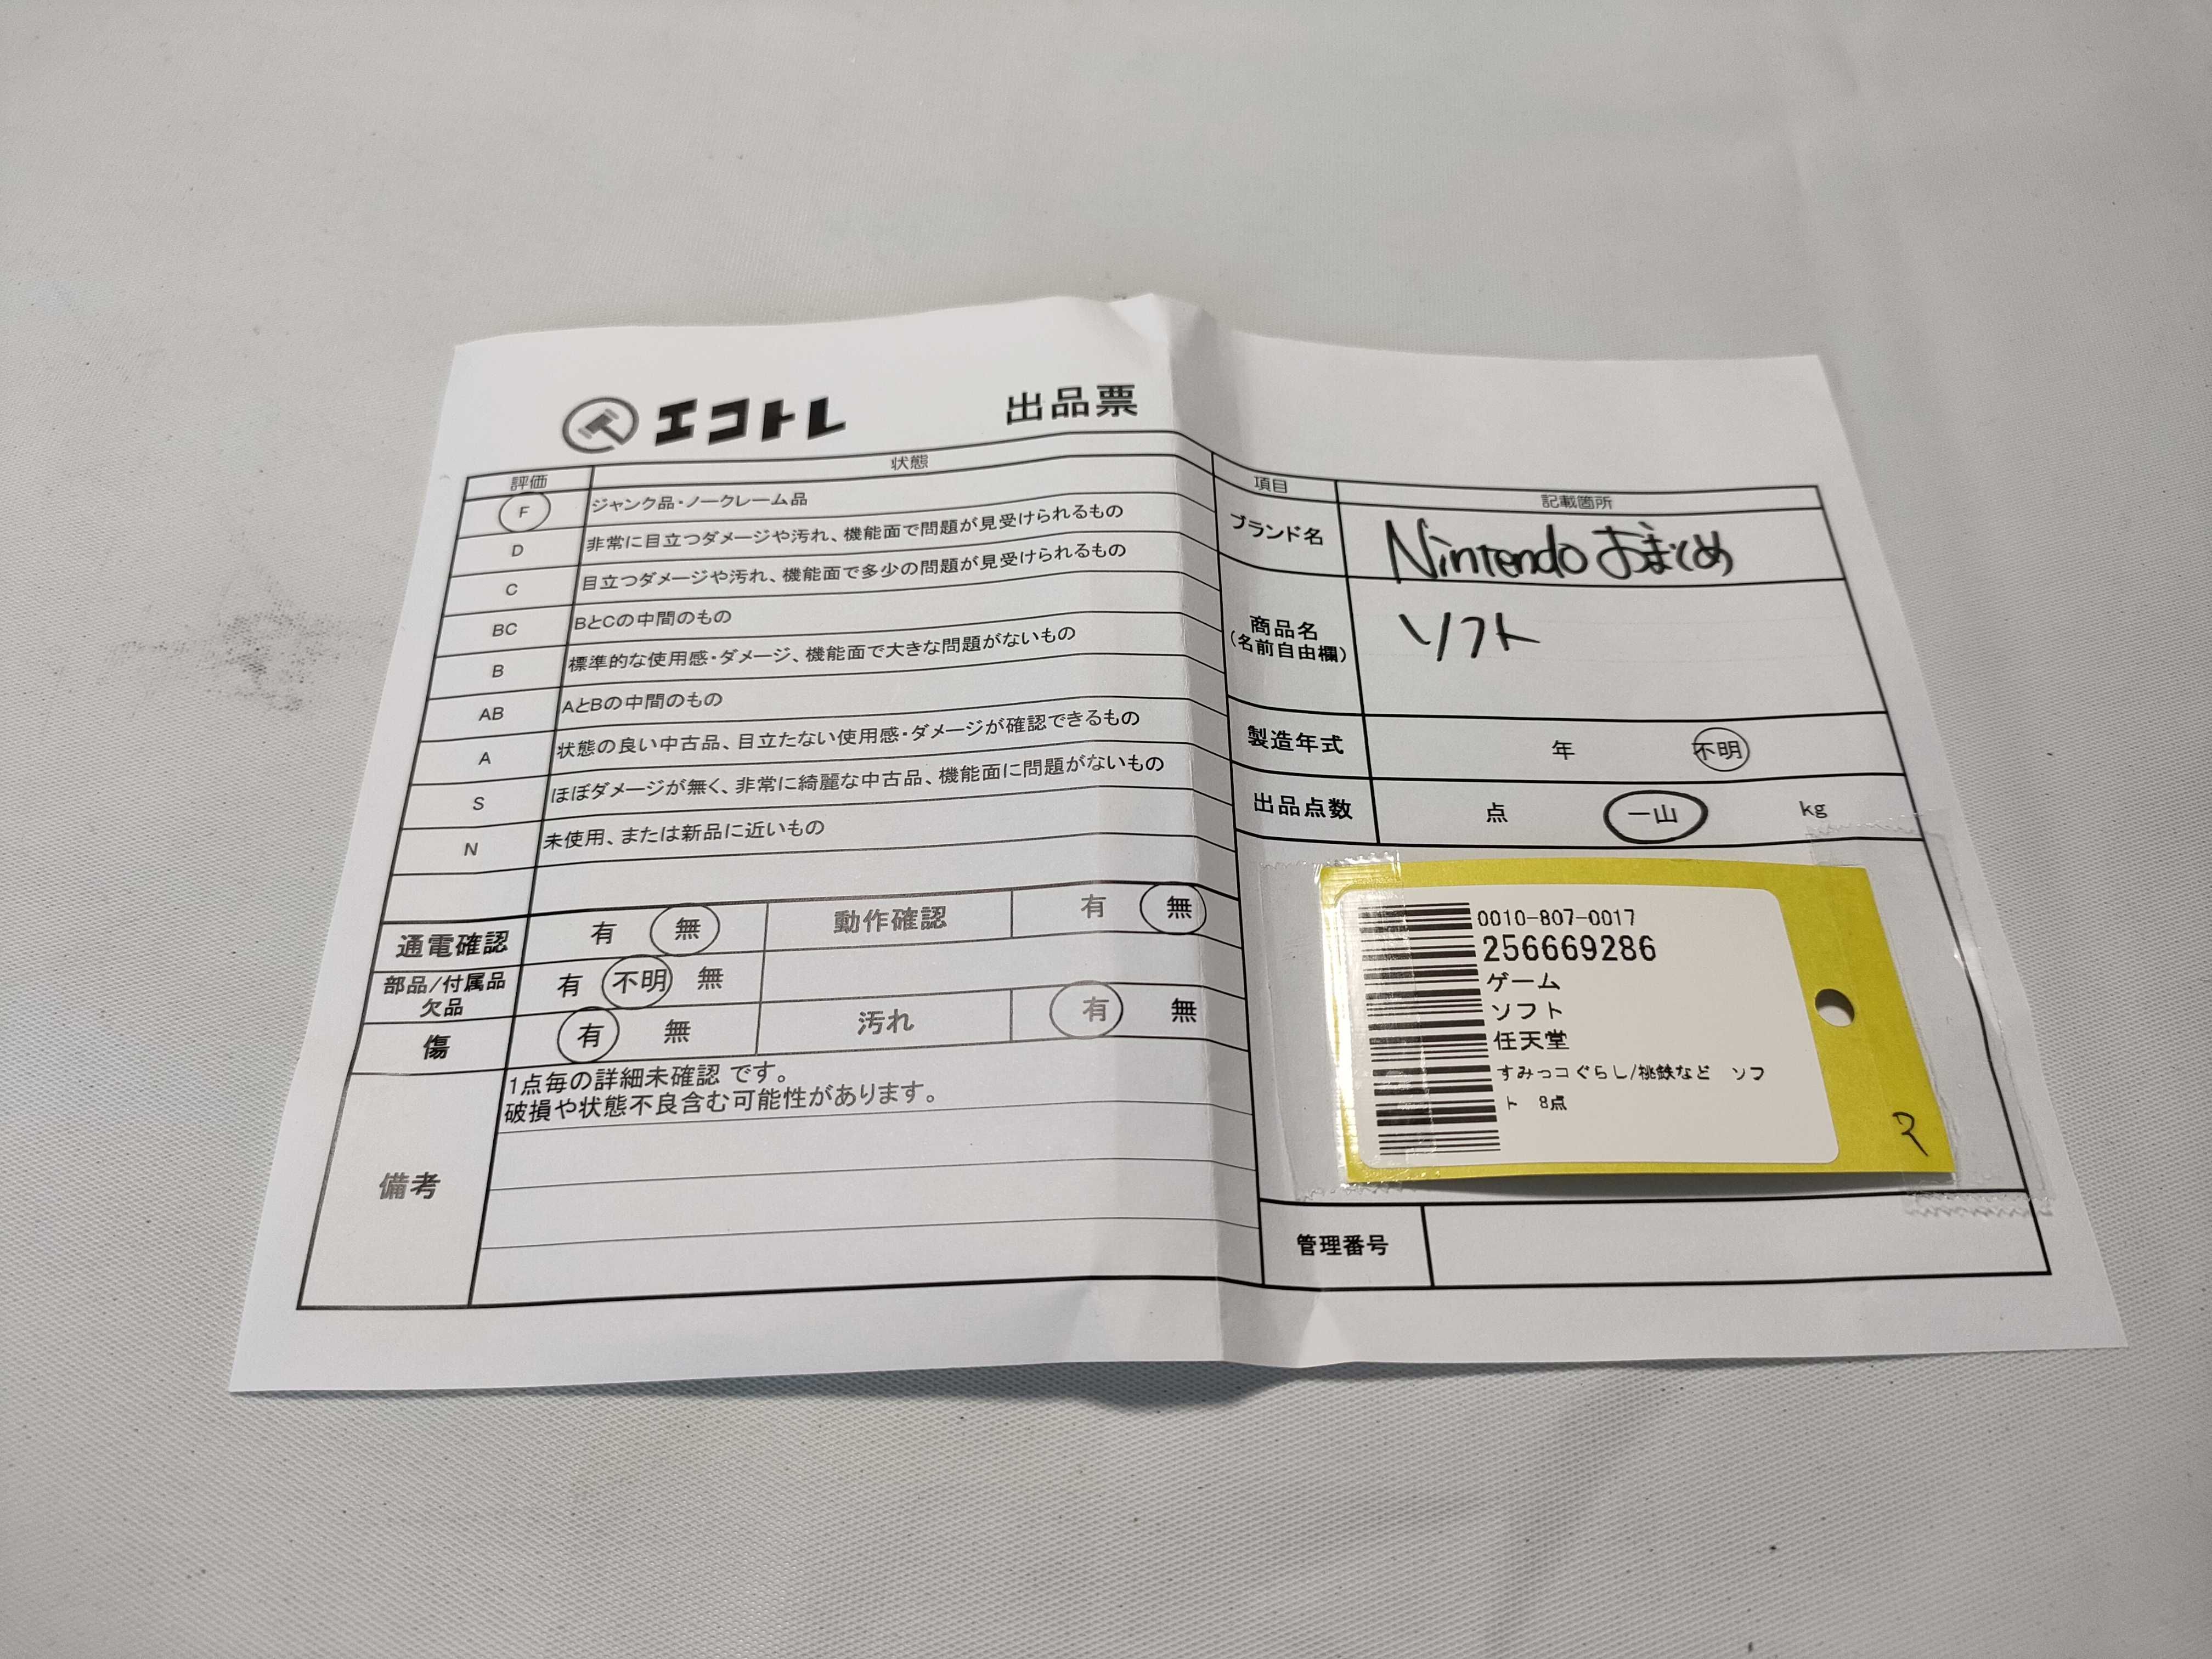 エコトレ 出品票
評価 状態
F ジャンク品・ノークレーム品
D 非常に目立つダメージや汚れ、機能面で問題が見受けられるもの
C 目立つダメージや汚れ、機能面で多少の問題が見受けられるもの
BC BとCの中間のもの
B 標準的な使用感・ダメージ、機能面で大きな問題がないもの
AB AとBの中間のもの
A 状態の良い中古品、目立たない使用感・ダメージが確認できるもの
S ほぼダメージが無く、非常に綺麗な中古品、機能面に問題がないもの
N 未使用、または新品に近いもの
通電確認 有 無 動作確認 有 無
部品/付属品 欠品 有 不明 無
傷 有 無 汚れ 有 無
備考
1点毎の詳細未確認 です。
破損や状態不良含む可能性があります。
項目 記載箇所
ブランド名 Nintendo おまとめ
商品名 ソフト
(名前自由欄)
製造年式 年 不明
出品点数 点 一山 kg
0010-807-0017
256669286
ゲーム
ソフト
任天堂
すみっコぐらし/桃鉄など ソフ
ト 8点
管理番号